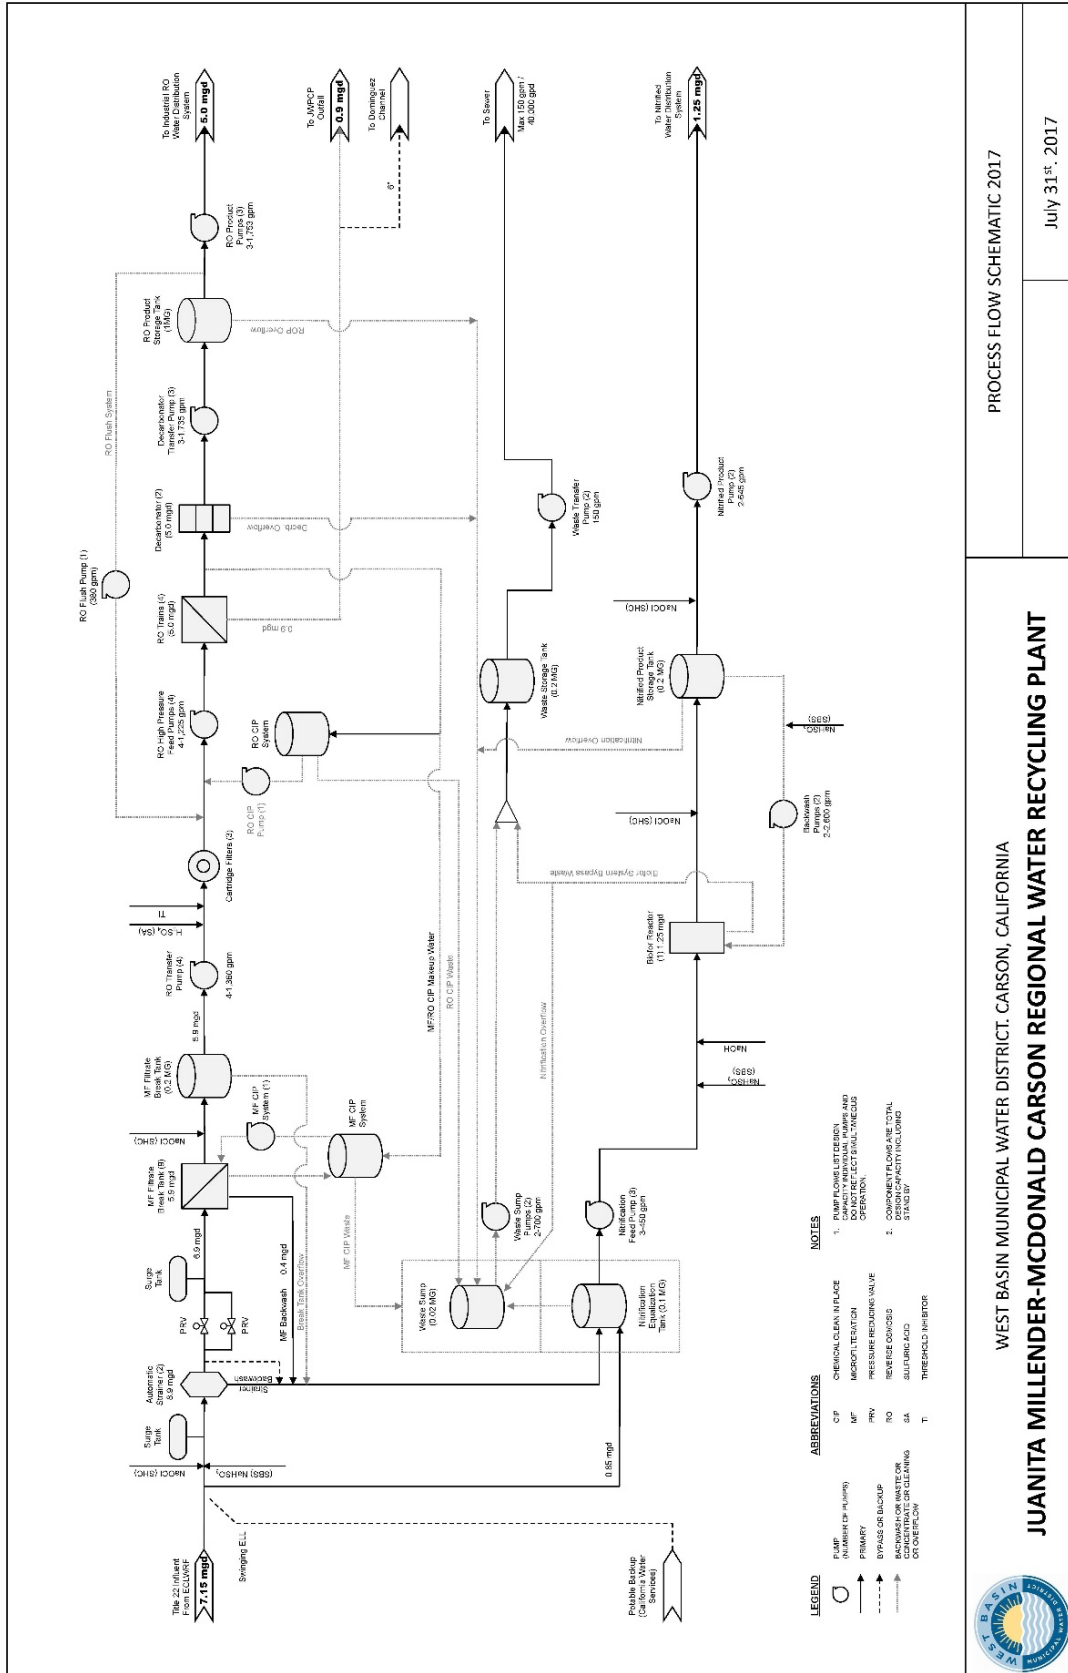 Title 22 Influent
From ECLWRF
7.15 mgd
Swinging ELL
Potable Backup
(California Water
Services)
NaOCl (SHC)
(SBS) NaHSO3
Surge
Tank
Automatic
Strainer (2)
Strainer
Backwash
0.85 mgd
PRV
PRV
Surge
Tank
6.9 mgd
MF Filtrate
Break Tank (9)
5.9 mgd
MF Backwash 0.4 mgd
Break Tank Overflow
NaOCl (SHC)
MF Filtrate
Break Tank
(0.2 MG)
MF CIP
System (1)
MF CIP
System
MF CIP Waste
5.9 mgd
RO Transfer
Pump (4)
4-1,360 gpm
H2SO4 (SA)
TI
Cartridge Filters (3)
RO CIP
Pump (1)
RO CIP
System
MF/RO CIP Makeup Water
RO CIP Waste
RO High Pressure
Feed Pumps (4)
4-1,225 gpm
RO Trains (4)
(5.0 mgd)
0.9 mgd
RO Flush Pump (1)
(380 gpm)
RO Flush System
Decarbonator (2)
(5.0 mgd)
Decarb. Overflow
Decarbonator
Transfer Pump (3)
3-1,735 gpm
RO Product
Storage Tank
(1MG)
ROP Overflow
RO Product
Pumps (3)
3-1,753 gpm
To Industrial RO
Water Distribution
System
5.0 mgd
To JWPCP
Outfall
0.9 mgd
To Dominguez
Channel
6"
Waste Sump
(0.02 MG)
Waste Sump
Pumps (2)
2-700 gpm
Nitrification
Equalization
Tank (0.1 MG)
Nitrification
Feed Pump (3)
3-450 gpm
Nitrification Overflow
Biofor System Bypass Waste
Waste Storage Tank
(0.2 MG)
Waste Transfer
Pump (2)
150 gpm
To Sewer
Max 150 gpm /
40,000 gpd
NaHSO3
(SBS)
NaOH
Biofor Reactor
(1) 1.25 mgd
NaOCl (SHC)
Nitrification Overflow
Nitrified Product
Storage Tank
(0.2 MG)
Backwash
Pumps (2)
2-2,600 gpm
NaHSO3
(SBS)
NaOCl (SHC)
Nitrified Product
Pump (2)
2-645 gpm
To Nitrified
Water Distribution
System
1.25 mgd
LEGEND
PUMP
(NUMBER OF PUMPS)
PRIMARY
BYPASS OR BACKUP
BACKWASH OR WASTE OR
CONCENTRATE OR CLEANING
OR OVERFLOW
ABBREVIATIONS
CIP CHEMICAL CLEAN IN PLACE
MF MICROFILTERATION
PRV PRESSURE REDUCING VALVE
RO REVERSE OSMOSIS
SA SULFURIC ACID
TI THRESHOLD INHIBITOR
NOTES
1. PUMP FLOWS LIST DESIGN
CAPACITY INDIVIDUAL PUMPS AND
DO NOT REFLECT SIMULTANEOUS
OPERATION.
2. COMPONENT FLOWS ARE TOTAL
DESIGN CAPACITY INCLUDING
STAND BY
WEST BASIN
MUNICIPAL WATER DISTRICT
WEST BASIN MUNICIPAL WATER DISTRICT. CARSON, CALIFORNIA
JUANITA MILLENDER-MCDONALD CARSON REGIONAL WATER RECYCLING PLANT
PROCESS FLOW SCHEMATIC 2017
July 31st, 2017